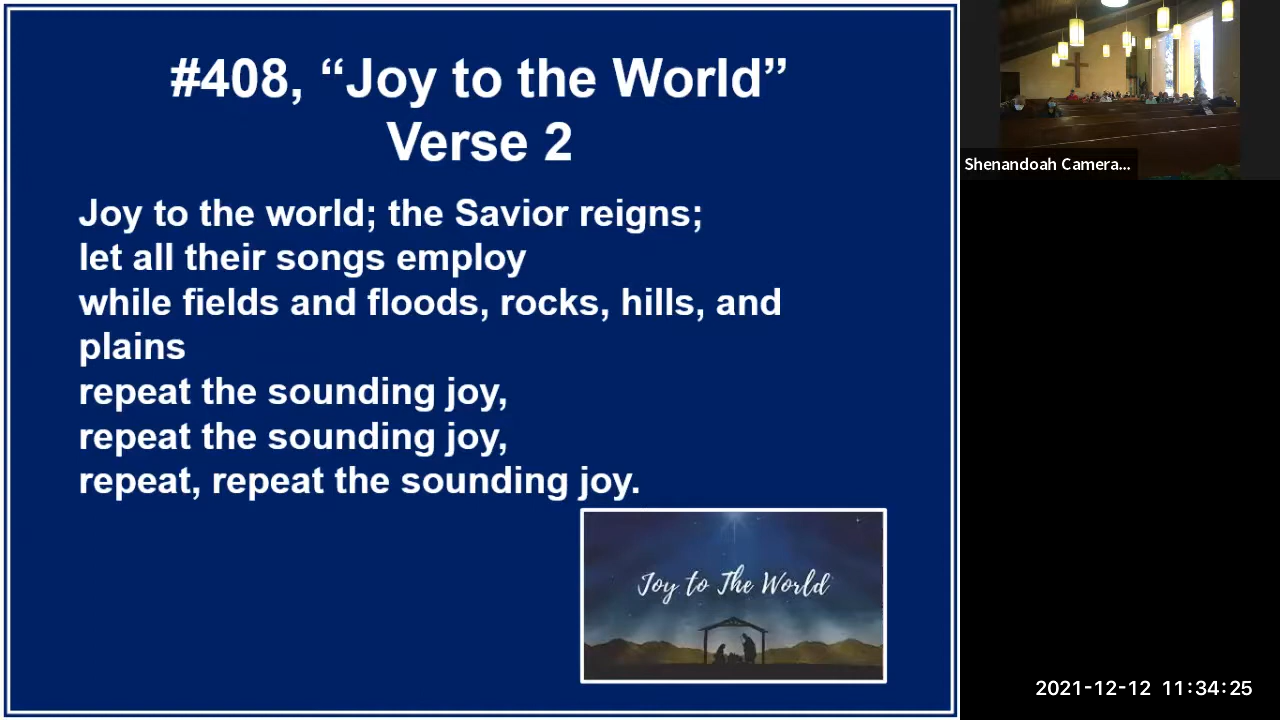 #408, “Joy to the World”
Verse 2
Joy to the world; the Savior reigns;
let all their songs employ
while fields and floods, rocks, hills, and
plains
repeat the sounding joy,
repeat the sounding joy,
repeat, repeat the sounding joy.
Joy to The World
Shenandoah Camera...
2021-12-12 11:34:25